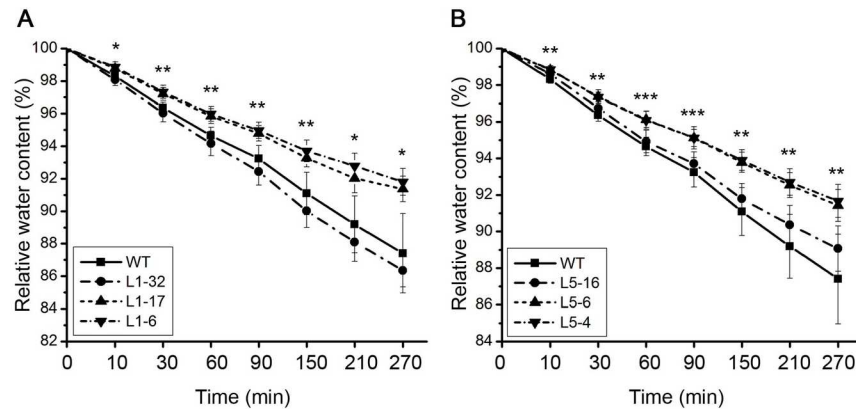 A
B
* ** ** ** ** * *
** ** *** *** ** ** **
Relative water content (%)
100
98
96
94
92
90
88
86
84
WT
L1-32
L1-17
L1-6
0 10 30 60 90 150 210 270
Time (min)
Relative water content (%)
100
98
96
94
92
90
88
86
84
82
WT
L5-16
L5-6
L5-4
0 10 30 60 90 150 210 270
Time (min)